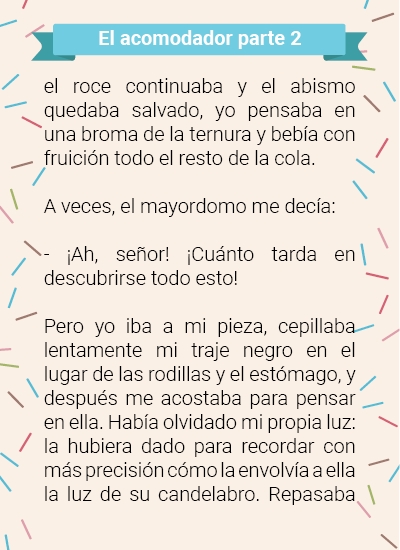 El acomodador parte 2
el roce continuaba y el abismo
quedaba salvado, yo pensaba en
una broma de la ternura y bebía con
fruición todo el resto de la cola.
A veces, el mayordomo me decía:
- ¡Ah, señor! ¡Cuánto tarda en
descubrirse todo esto!
Pero yo iba a mi pieza, cepillaba
lentamente mi traje negro en el
lugar de las rodillas y el estómago, y
después me acostaba para pensar
en ella. Había olvidado mi propia luz:
la hubiera dado para recordar con
más precisión cómo la envolvía a ella
la luz de su candelabro. Repasaba